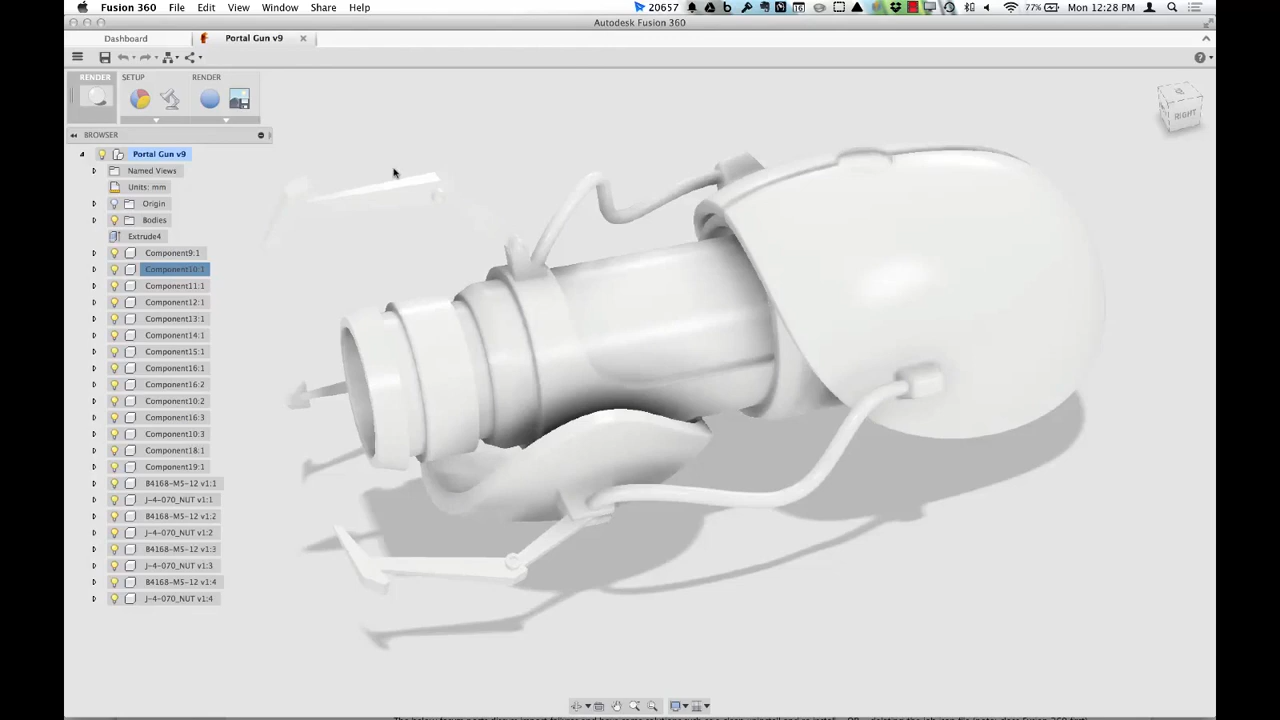 Fusion 360 File Edit View Window Share Help 20657 77% Mon 12:28 PM
Autodesk Fusion 360
Dashboard Portal Gun v9
RENDER SETUP RENDER
BROWSER
Portal Gun v9
Named Views
Units: mm
Origin
Bodies
Extrude4
Component9:1
Component10:1
Component11:1
Component12:1
Component13:1
Component14:1
Component15:1
Component16:1
Component16:2
Component10:2
Component16:3
Component10:3
Component18:1
Component19:1
B4168-M5-12 v1:1
J-4-070_NUT v1:1
B4168-M5-12 v1:2
J-4-070_NUT v1:2
B4168-M5-12 v1:3
J-4-070_NUT v1:3
B4168-M5-12 v1:4
J-4-070_NUT v1:4
RIGHT